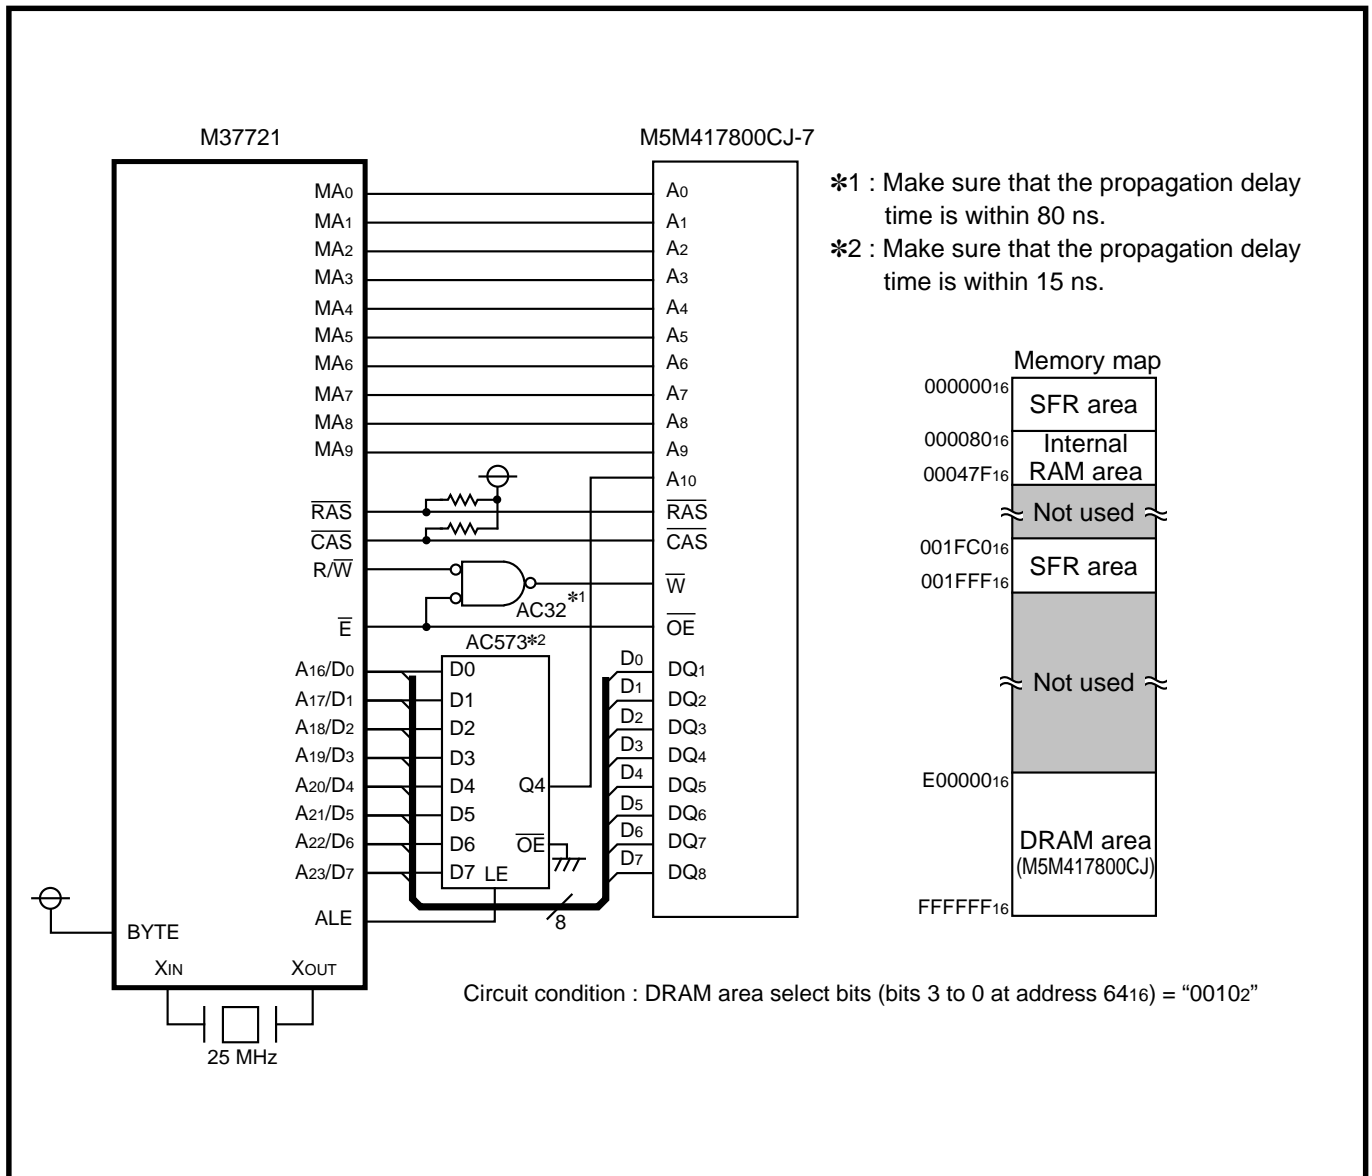 M37721
M5M417800CJ-7
MA0
MA1
MA2
MA3
MA4
MA5
MA6
MA7
MA8
MA9
RAS
CAS
R/W
E
A16/D0
A17/D1
A18/D2
A19/D3
A20/D4
A21/D5
A22/D6
A23/D7
ALE
BYTE
XIN
XOUT
25 MHz
AC32✽1
AC573✽2
D0
D1
D2
D3
D4
D5
D6
D7
LE
Q4
OE
8
D0
D1
D2
D3
D4
D5
D6
D7
A0
A1
A2
A3
A4
A5
A6
A7
A8
A9
A10
RAS
CAS
W
OE
DQ1
DQ2
DQ3
DQ4
DQ5
DQ6
DQ7
DQ8
✽1 : Make sure that the propagation delay
time is within 80 ns.
✽2 : Make sure that the propagation delay
time is within 15 ns.
Memory map
00000016
SFR area
00008016
Internal
RAM area
00047F16
Not used
001FC016
SFR area
001FFF16
Not used
E0000016
DRAM area
(M5M417800CJ)
FFFFFF16
Circuit condition : DRAM area select bits (bits 3 to 0 at address 6416) = “00102”